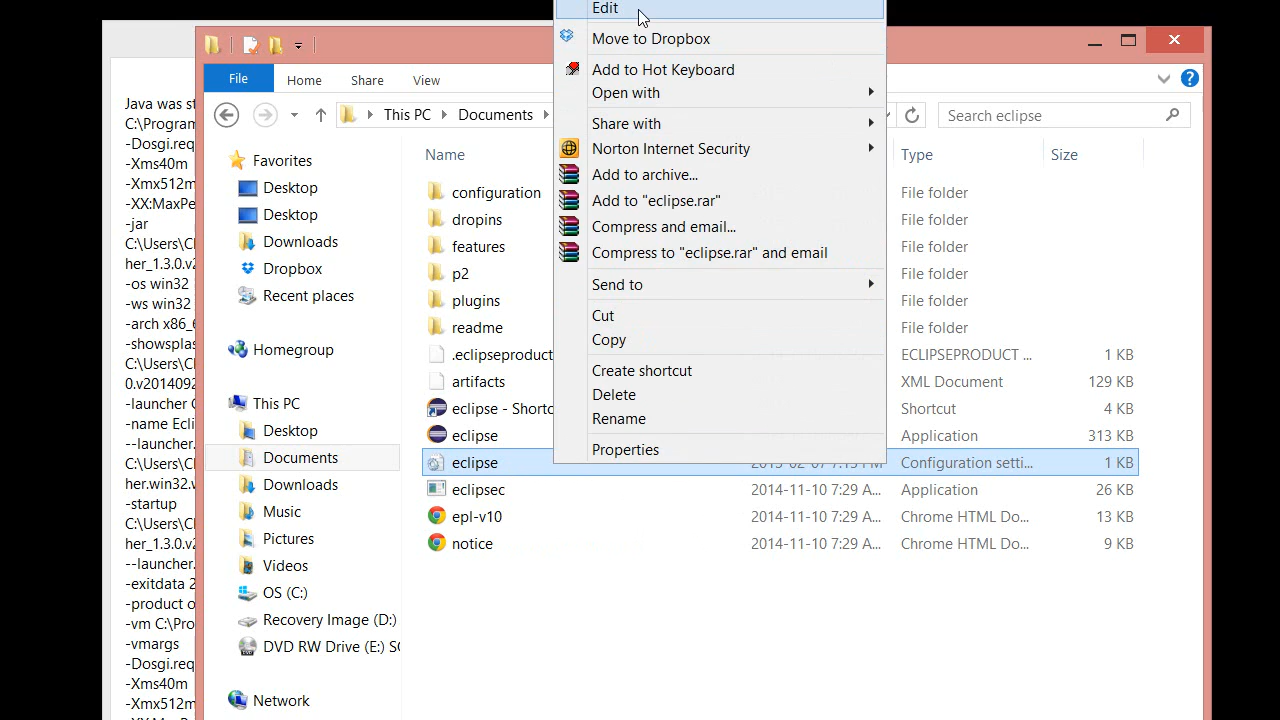 Edit
Move to Dropbox
Add to Hot Keyboard
Open with
Share with
Norton Internet Security
Add to archive...
Add to "eclipse.rar"
Compress and email...
Compress to "eclipse.rar" and email
Send to
Cut
Copy
Create shortcut
Delete
Rename
Properties
File
Home
Share
View
This PC
Documents
Search eclipse
Favorites
Desktop
Desktop
Downloads
Dropbox
Recent places
Homegroup
This PC
Desktop
Documents
Downloads
Music
Pictures
Videos
OS (C:)
Recovery Image (D:)
DVD RW Drive (E:) SC
Network
Name Type Size
configuration File folder
dropins File folder
features File folder
p2 File folder
plugins File folder
readme File folder
.eclipseproduct ECLIPSEPRODUCT ... 1 KB
artifacts XML Document 129 KB
eclipse - Shortc Shortcut 4 KB
eclipse Application 313 KB
eclipse Configuration setti... 1 KB
eclipsec 2014-11-10 7:29 A... Application 26 KB
epl-v10 2014-11-10 7:29 A... Chrome HTML Do... 13 KB
notice 2014-11-10 7:29 A... Chrome HTML Do... 9 KB
Java was st
C:\Program
-Dosgi.req
-Xms40m
-Xmx512m
-XX:MaxPe
-jar
C:\Users\Cl
her_1.3.0.v2
-os win32
-ws win32
-arch x86_6
-showsplas
C:\Users\Cl
0.v2014092
-launcher C
-name Ecli
--launcher.
C:\Users\Cl
her.win32.v
-startup
C:\Users\Cl
her_1.3.0.v2
--launcher.
-exitdata 2
-product o
-vm C:\Pro
-vmargs
-Dosgi.req
-Xms40m
-Xmx512m